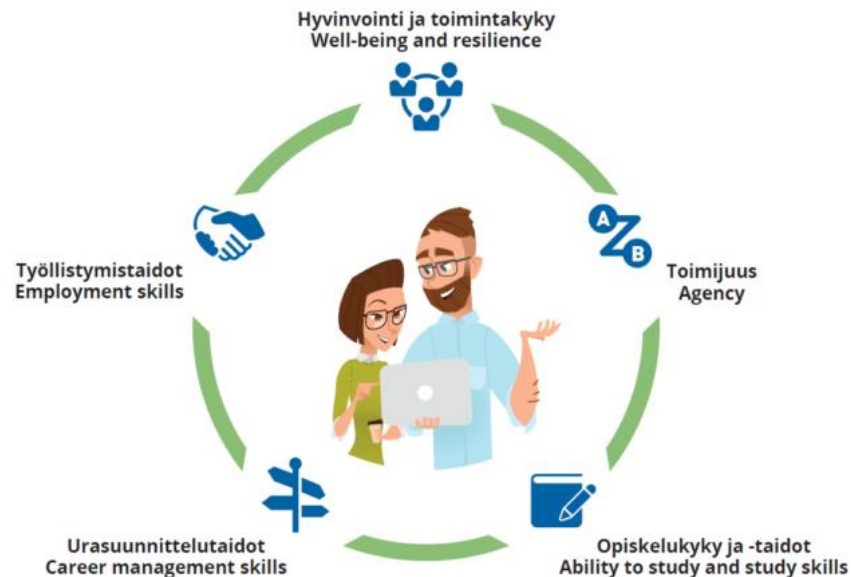 Hyvinvointi ja toimintakyky
Well-being and resilience
A
B
Toimijuus
Agency
Työllistymistaidot
Employment skills
Urasuunnittelutaidot
Career management skills
Opiskelukyky ja -taidot
Ability to study and study skills